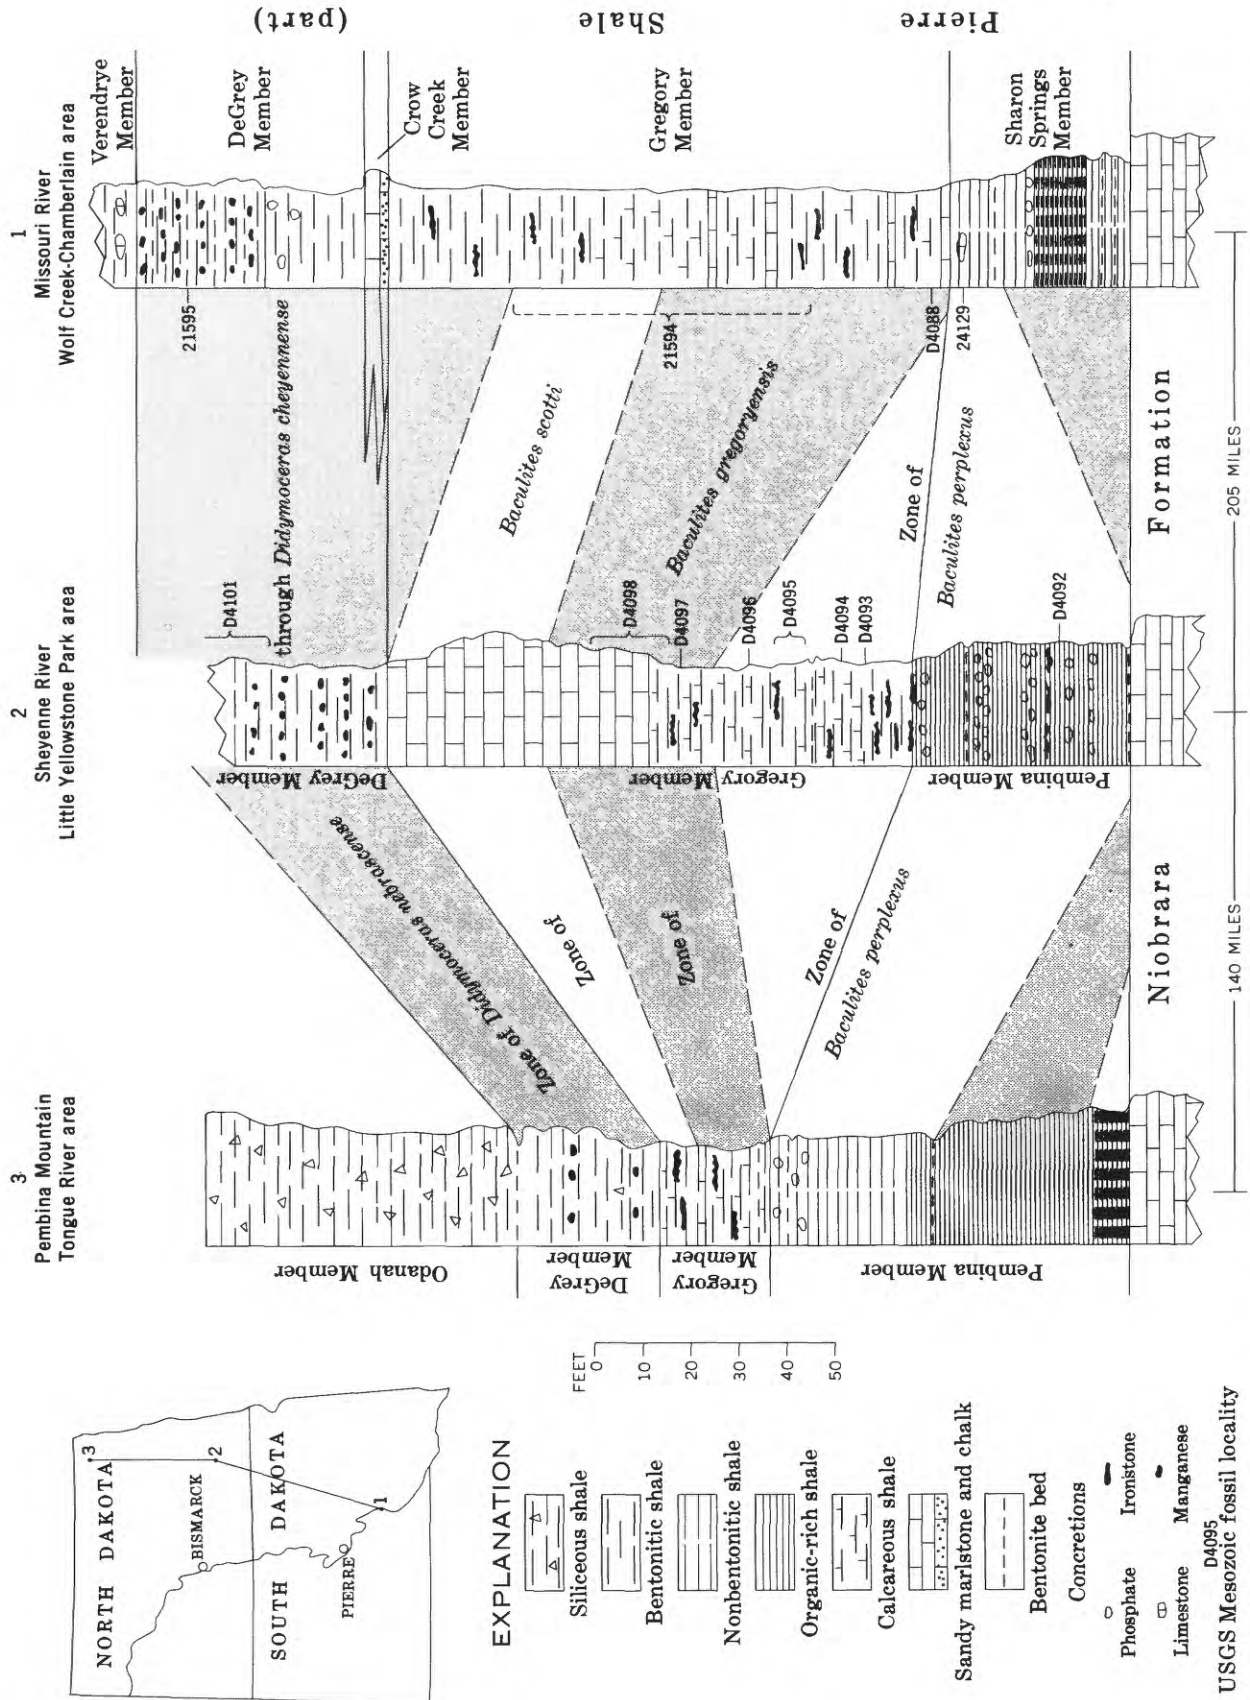 3
Pembina Mountain
Tongue River area
2
Sheyenne River
Little Yellowstone Park area
1
Missouri River
Wolf Creek-Chamberlain area
Odanah Member
DeGrey
Member
Gregory
Member
Pembina Member
DeGrey Member
Gregory Member
Pembina Member
Verendrye
Member
DeGrey
Member
Crow
Creek
Member
Gregory
Member
Sharon
Springs
Member
Pierre
Shale
(part)
Zone of Didymoceras nebrascense
through Didymoceras cheyennense
Zone of
Baculites scotti
Zone of
Baculites gregoryensis
Zone of
Baculites perplexus
Zone of
Baculites perplexus
D4101
D4098
D4097
D4096
D4095
D4094
D4093
D4092
21595
21594
D4088
24129
Niobrara
Formation
140 MILES
205 MILES
NORTH DAKOTA
BISMARCK
SOUTH DAKOTA
PIERRE
3
2
1
FEET
0
10
20
30
40
50
EXPLANATION
Siliceous shale
Bentonitic shale
Nonbentonitic shale
Organic-rich shale
Calcareous shale
Sandy marlstone and chalk
Bentonite bed
Concretions
Phosphate
Ironistone
Limestone
Manganese
D4095
USGS Mesozoic fossil locality